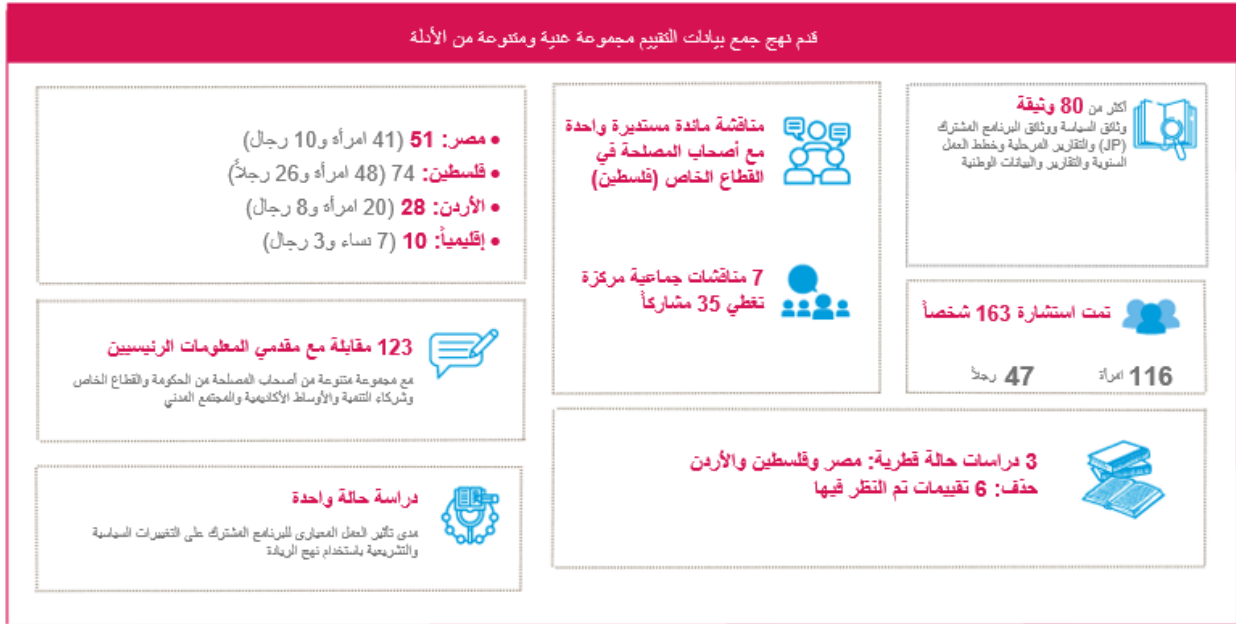 قدم نهج جمع بيانات التقييم مجموعة غنية ومتنوعة من الأدلة
أكثر من 80 وثيقة
وثائق السياسة ووثائق البرنامج المشترك
(JP) والتقارير المرحلية وخطط العمل
السنوية والتقارير والبيانات الوطنية
تمت استشارة 163 شخصاً
116 امرأة 47 رجلاً
مناقشة مائدة مستديرة واحدة
مع أصحاب المصلحة في
القطاع الخاص (فلسطين)
7 مناقشات جماعية مركزة
تغطي 35 مشاركاً
• مصر: 51 (41 امرأة و10 رجال)
• فلسطين: 74 (48 امرأة و26 رجلاً)
• الأردن: 28 (20 امرأة و8 رجال)
• إقليمياً: 10 (7 نساء و3 رجال)
123 مقابلة مع مقدمي المعلومات الرئيسيين
مع مجموعة متنوعة من أصحاب المصلحة من الحكومة والقطاع الخاص
وشركاء التنمية والأوساط الأكاديمية والمجتمع المدني
3 دراسات حالة قطرية: مصر وفلسطين والأردن
حذف: 6 تقييمات تم النظر فيها
دراسة حالة واحدة
مدى تأثير العمل المعياري للبرنامج المشترك على التغييرات السياسية
والتشريعية باستخدام نهج الريادة